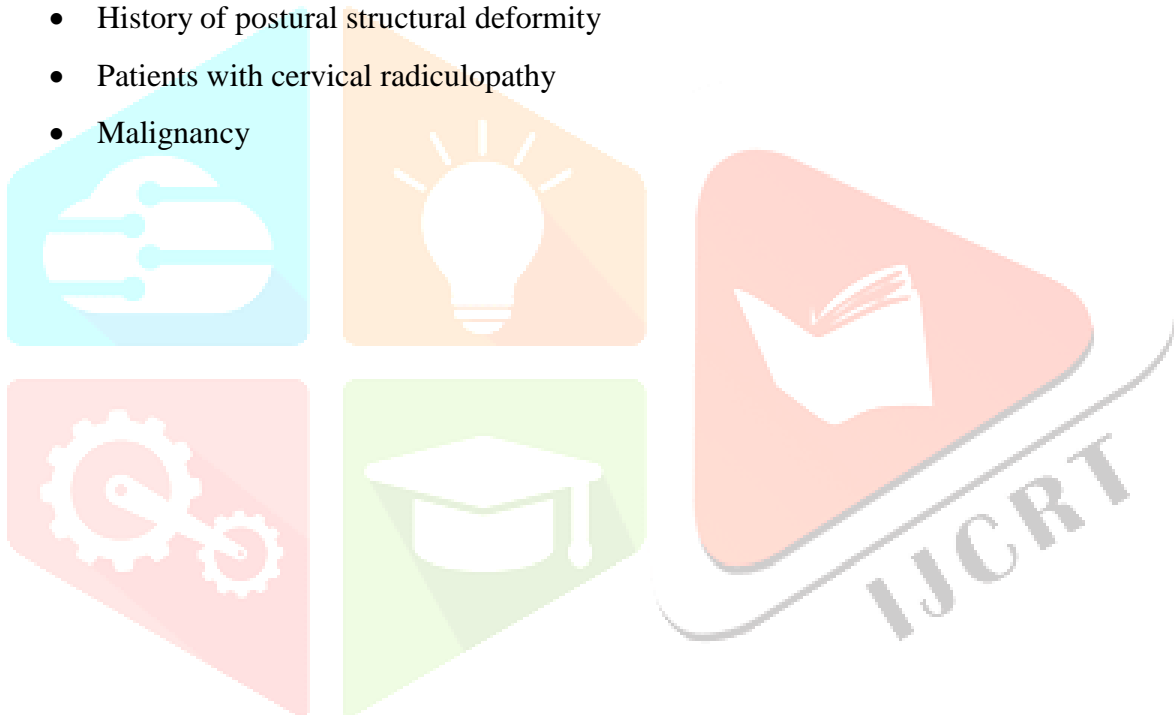 • History of postural structural deformity
• Patients with cervical radiculopathy
• Malignancy
IJCRT